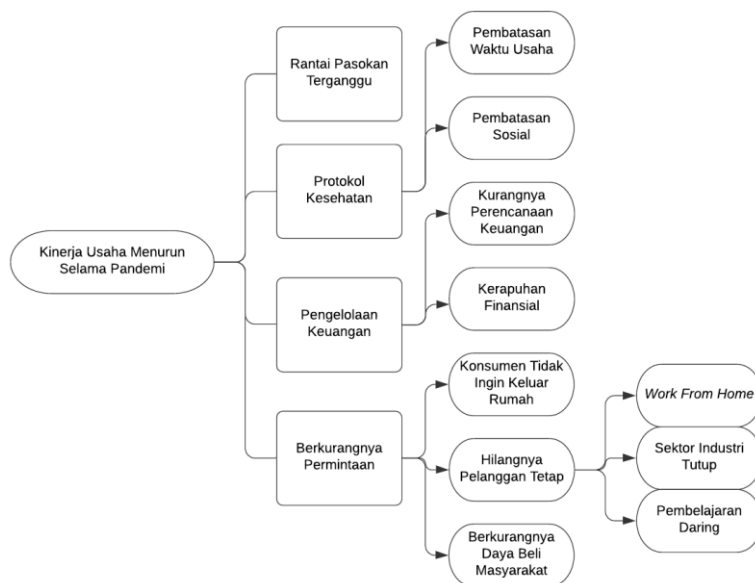 Kinerja Usaha Menurun
Selama Pandemi
Rantai Pasokan
Terganggu
Protokol
Kesehatan
Pengelolaan
Keuangan
Berkurangnya
Permintaan
Pembatasan
Waktu Usaha
Pembatasan
Sosial
Kurangnya
Perencanaan
Keuangan
Kerapuhan
Finansial
Konsumen Tidak
Ingin Keluar
Rumah
Hilangnya
Pelanggan Tetap
Berkurangnya
Daya Beli
Masyarakat
Work From Home
Sektor Industri
Tutup
Pembelajaran
Daring